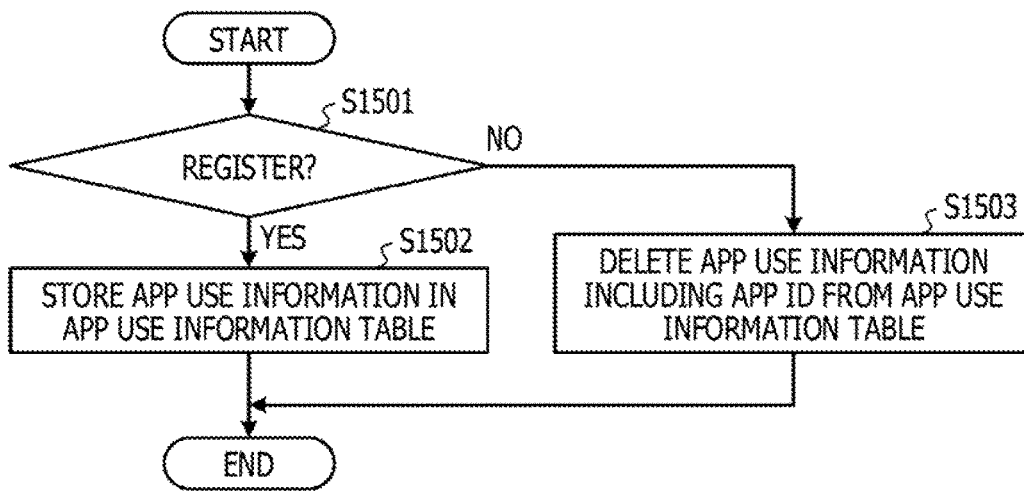 START
S1501
REGISTER?
NO
YES
S1502
STORE APP USE INFORMATION IN
APP USE INFORMATION TABLE
S1503
DELETE APP USE INFORMATION
INCLUDING APP ID FROM APP USE
INFORMATION TABLE
END